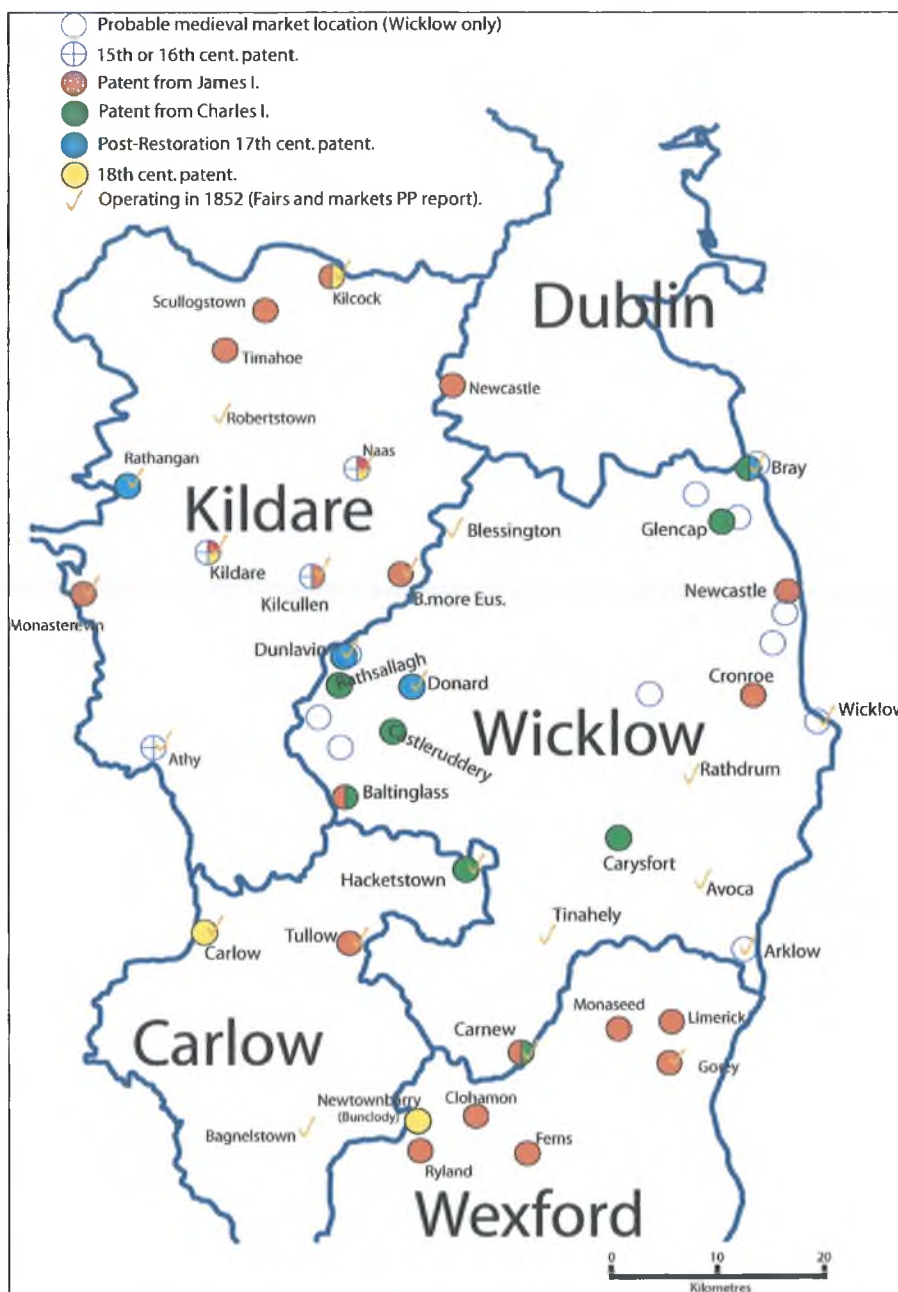 Probable medieval market location (Wicklow only)
15th or 16th cent. patent.
Patent from James I.
Patent from Charles I.
Post-Restoration 17th cent. patent.
18th cent. patent.
Operating in 1852 (Fairs and markets PP report).
Kilcock
Scullogstown
Dublin
Timahoe
Newcastle
Robertstown
Naas
Rathangan
Bray
Kildare
Blessington
Glencap
Kildare
Kilcullen
B.more Eus.
Newcastle
Monasterevin
Dunlavin
Rathsallagh
Donard
Cronroe
Wicklow
Wicklow
Castleruddery
Athy
Rathdrum
Baltinglass
Carysfort
Hacketstown
Avoca
Tinahely
Carlow
Tullow
Arklow
Monaseed
Limerick
Carlow
Carnew
Gorey
Newtownbarry
(Bunclody)
Clohamon
Bagnelstown
Ferns
Ryland
Wexford
0 10 20
Kilometres